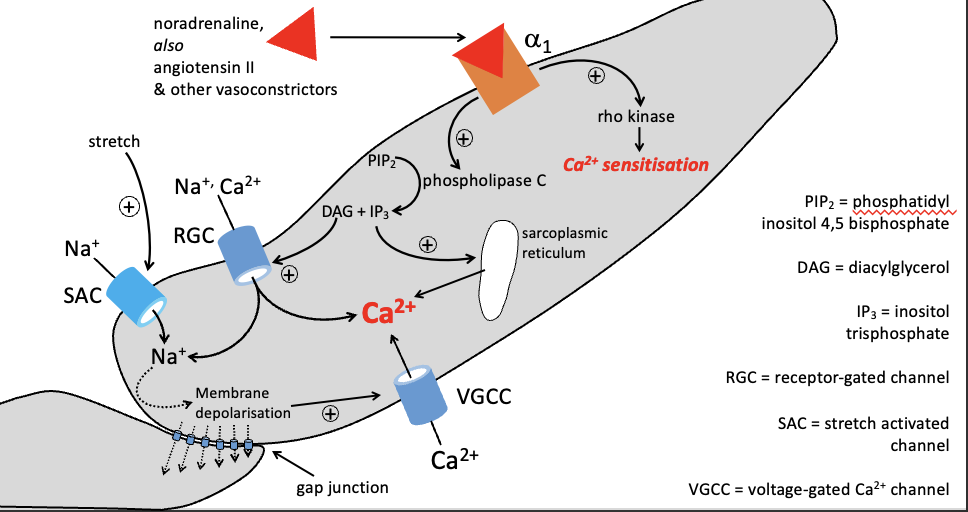 noradrenaline,
also
angiotensin II
& other vasoconstrictors
α₁
+
rho kinase
Ca²⁺ sensitisation
+
stretch
PIP₂
phospholipase C
Na⁺, Ca²⁺
+
DAG + IP₃
RGC
+
sarcoplasmic
reticulum
Na⁺
+
SAC
Ca²⁺
Na⁺
Membrane
depolarisation
+
VGCC
Ca²⁺
gap junction
PIP₂ = phosphatidyl
inositol 4,5 bisphosphate
DAG = diacylglycerol
IP₃ = inositol
trisphosphate
RGC = receptor-gated channel
SAC = stretch activated
channel
VGCC = voltage-gated Ca²⁺ channel